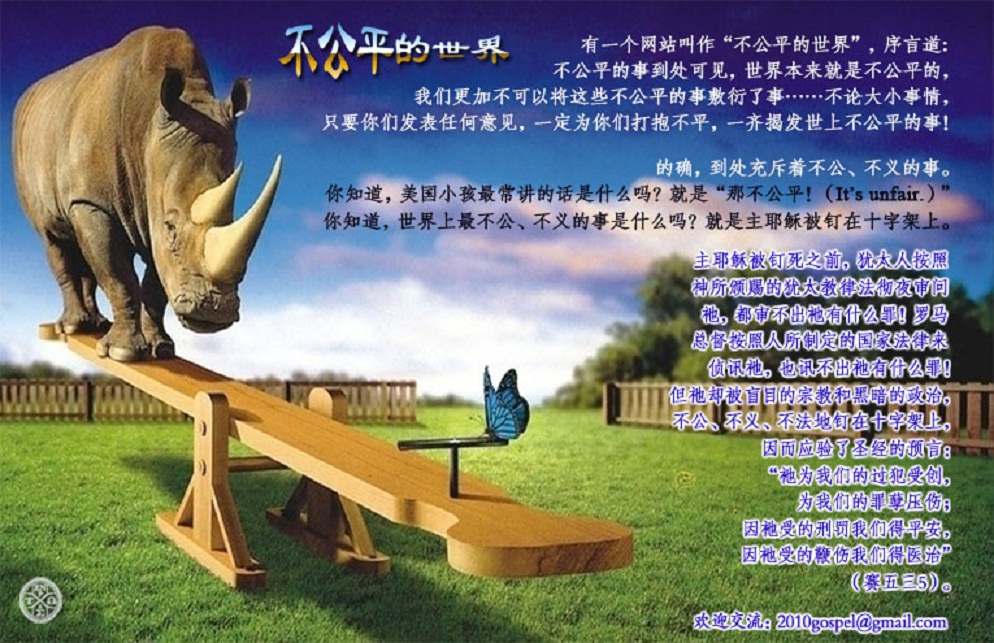 不公平的世界
有一个网站叫作“不公平的世界”，序言道：
不公平的事到处可见，世界本来就是不公平的，
我们更加不可以将这些不公平的事敷衍了事……不论大小事情，
只要你们发表任何意见，一定为你们打抱不平，一齐揭发世上不公平的事！
的确，到处充斥着不公、不义的事。
你知道，美国小孩最常讲的话是什么吗？就是“那不公平！（It's unfair.）”
你知道，世界上最不公、不义的事是什么吗？就是主耶稣被钉在十字架上。
主耶稣被钉死之前，犹太人按照
神所颁赐的犹太教律法彻夜审问
祂，都审不出祂有什么罪！罗马
总督按照人所制定的国家法律来
侦讯祂，也讯不出祂有什么罪！
但祂却被盲目的宗教和黑暗的政治，
不公、不义、不法地钉在十字架上，
因而应验了圣经的预言：
“祂为我们的过犯受创，
为我们的罪孽压伤；
因祂受的刑罚我们得平安，
因祂受的鞭伤我们得医治”
（赛五三5）。
欢迎交流：2010gospel@gmail.com